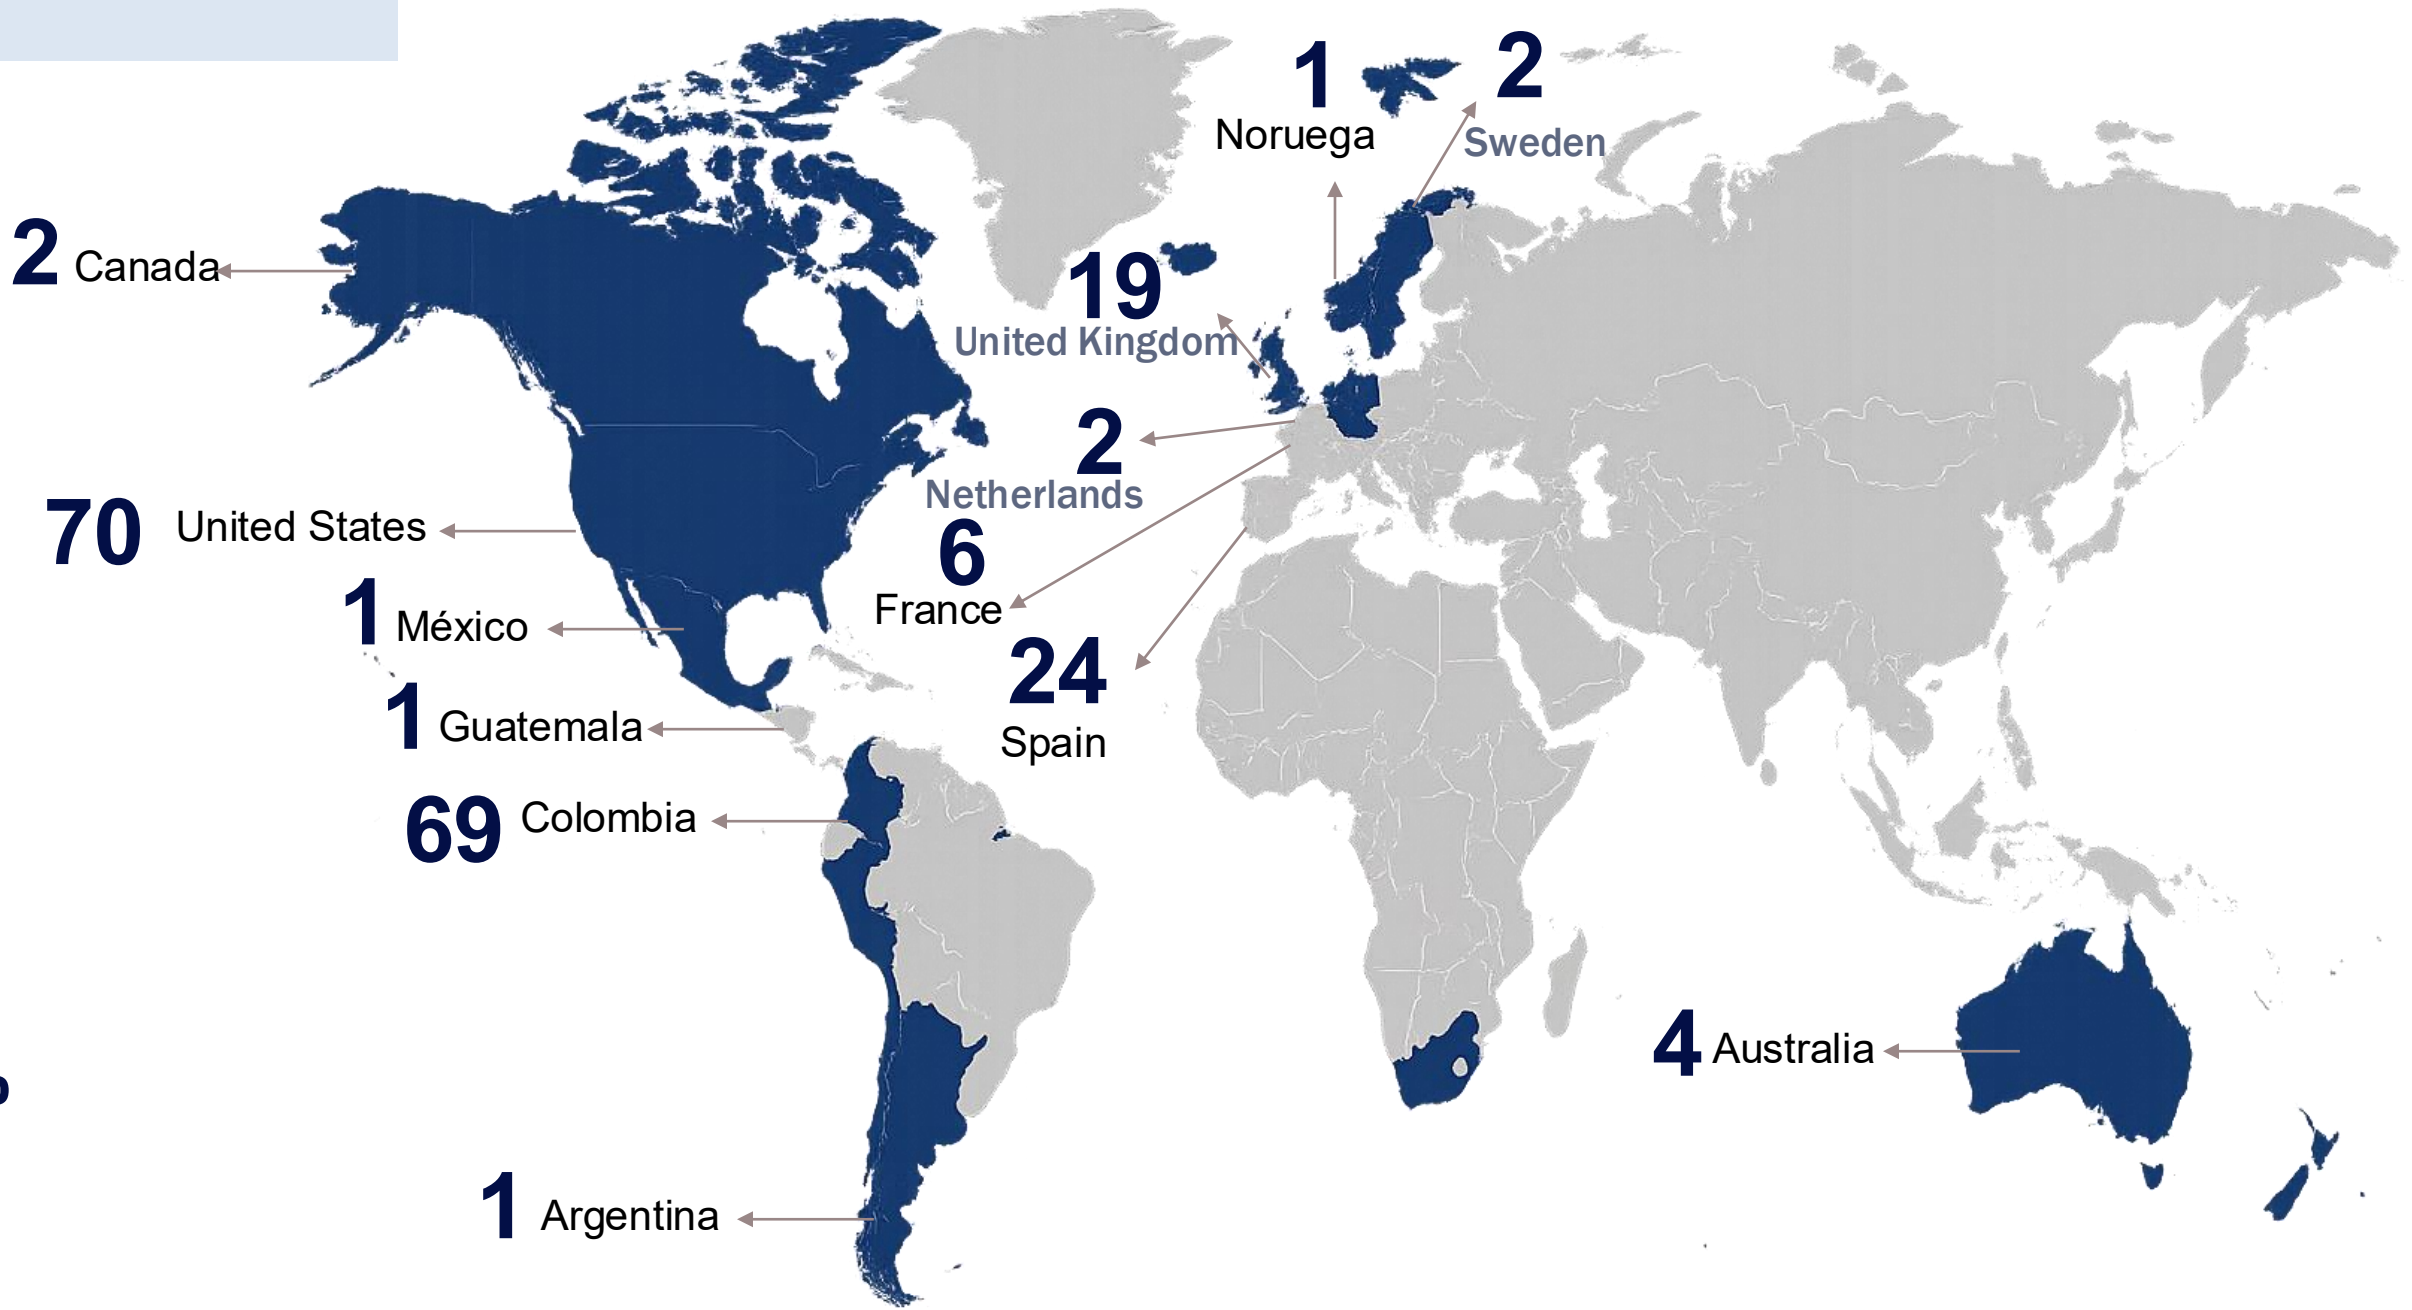 1
Noruega
2
Sweden
2 Canada
19
United Kingdom
2
Netherlands
70 United States
6
France
1 México
24
Spain
1 Guatemala
69 Colombia
4 Australia
1 Argentina